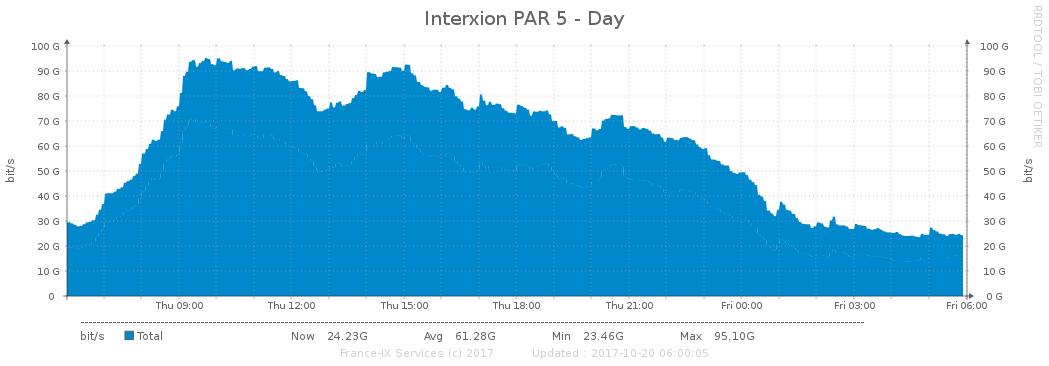 Interxion PAR 5 - Day
RRDTOOL / TOBI OETIKER
100 G 100 G
90 G 90 G
80 G 80 G
70 G 70 G
60 G 60 G
50 G 50 G
40 G 40 G
30 G 30 G
20 G 20 G
10 G 10 G
0 0 G
bit/s bit/s
Thu 09:00 Thu 12:00 Thu 15:00 Thu 18:00 Thu 21:00 Fri 00:00 Fri 03:00 Fri 06:00
bit/s Total Now 24.23G Avg 61.28G Min 23.46G Max 95.10G
France-IX Services (c) 2017 Updated : 2017-10-20 06:00:05